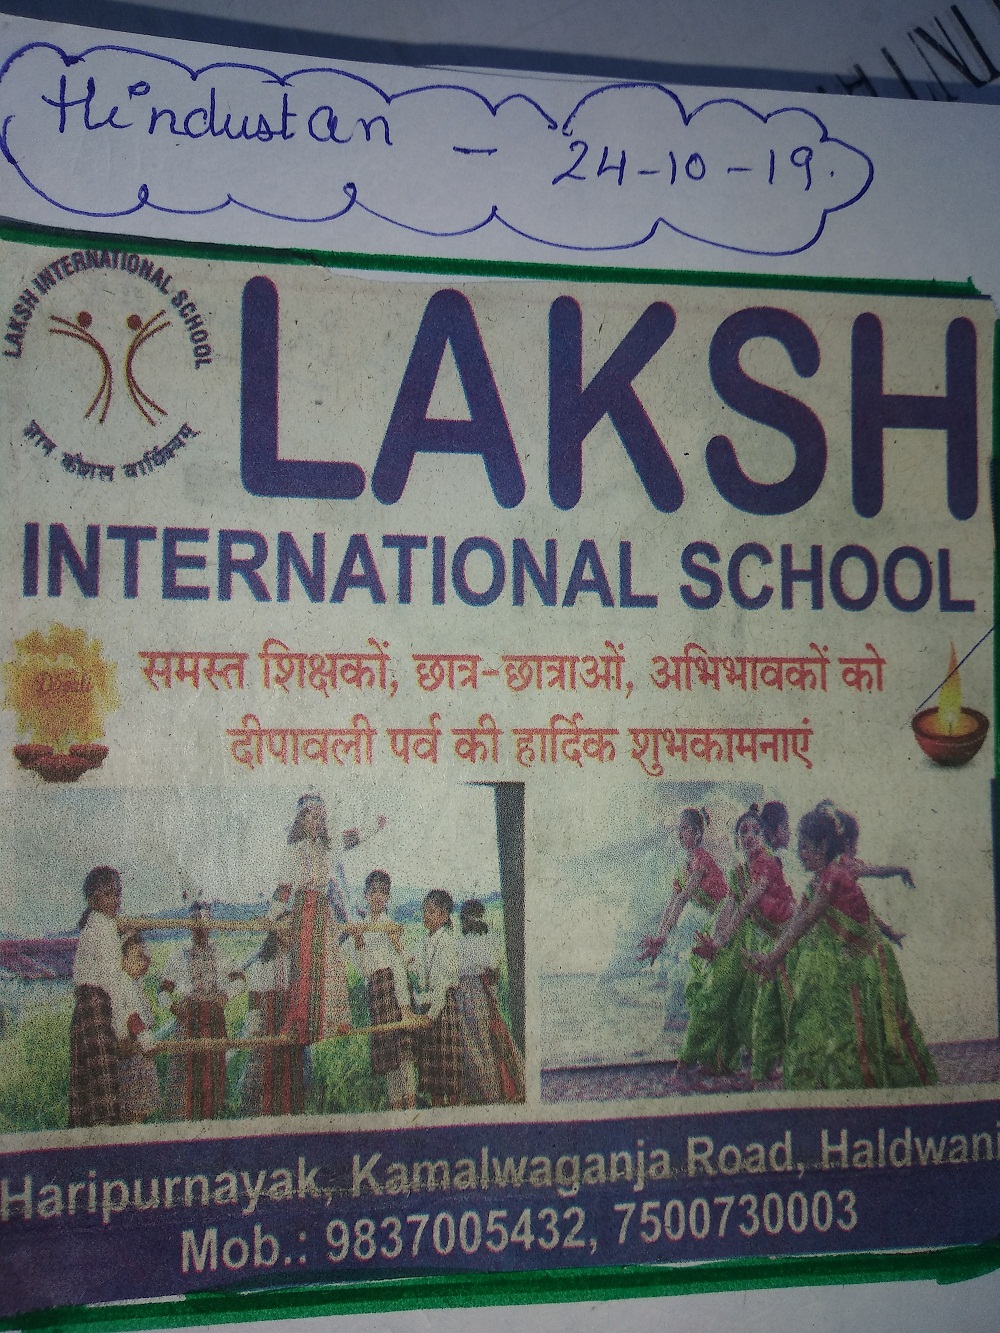 Hindustan - 24-10-19.
LAKSH INTERNATIONAL SCHOOL
ज्ञान कौशल
LAKSH
INTERNATIONAL SCHOOL
समस्त शिक्षकों, छात्र-छात्राओं, अभिभावकों को
दीपावली पर्व की हार्दिक शुभकामनाएं
Haripurnayak, Kamalwaganja Road, Haldwani
Mob.: 9837005432, 7500730003